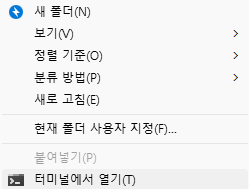 새 폴더(N)
보기(V)
정렬 기준(O)
분류 방법(P)
새로 고침(E)
현재 폴더 사용자 지정(F)...
붙여넣기(P)
터미널에서 열기(T)